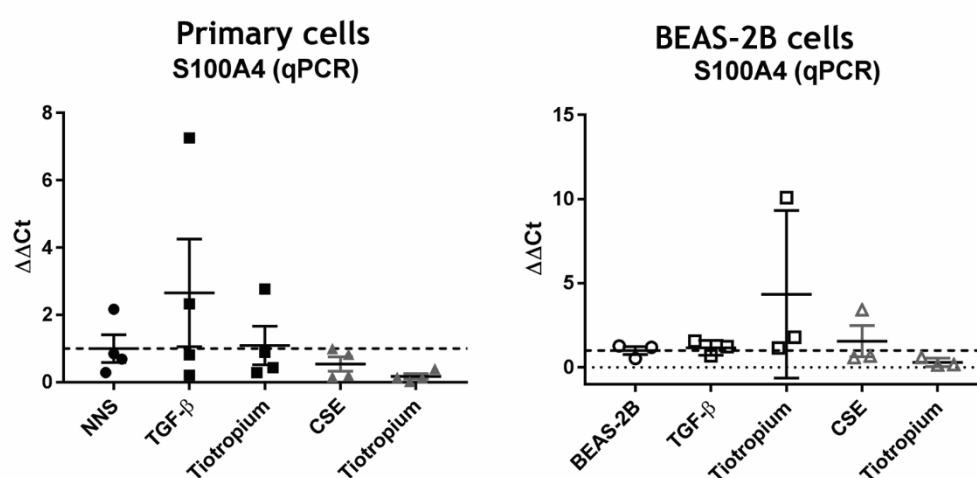 Primary cells
S100A4 (qPCR)
ΔΔCt
8
6
4
2
0
NNS
TGF-β
Tiotropium
CSE
Tiotropium
BEAS-2B cells
S100A4 (qPCR)
ΔΔCt
15
10
5
0
BEAS-2B
TGF-β
Tiotropium
CSE
Tiotropium